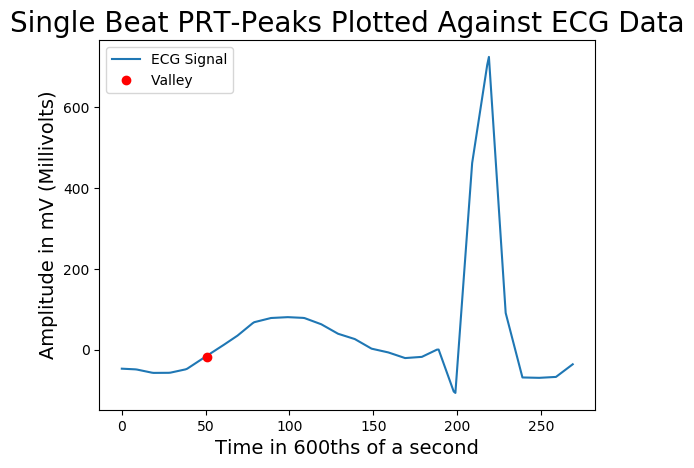 Single Beat PRT-Peaks Plotted Against ECG Data
ECG Signal
Valley
Amplitude in mV (Millivolts)
600
400
200
0
0 50 100 150 200 250
Time in 600ths of a second